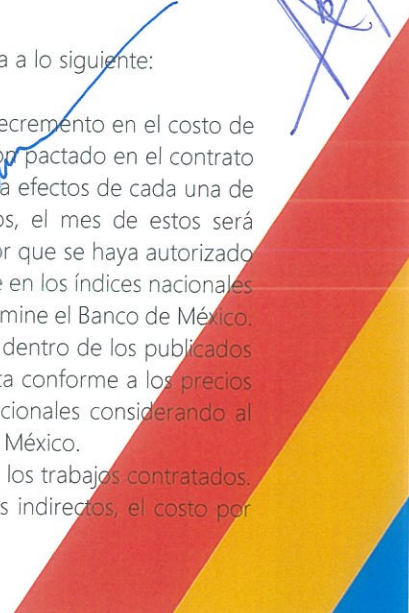 a a lo siguiente:
ecremento en el costo de
pactado en el contrato
a efectos de cada una de
os, el mes de estos será
or que se haya autorizado
e en los índices nacionales
mine el Banco de México.
dentro de los publicados
ta conforme a los precios
cionales considerando al
México.
los trabajos contratados.
s indirectos, el costo por